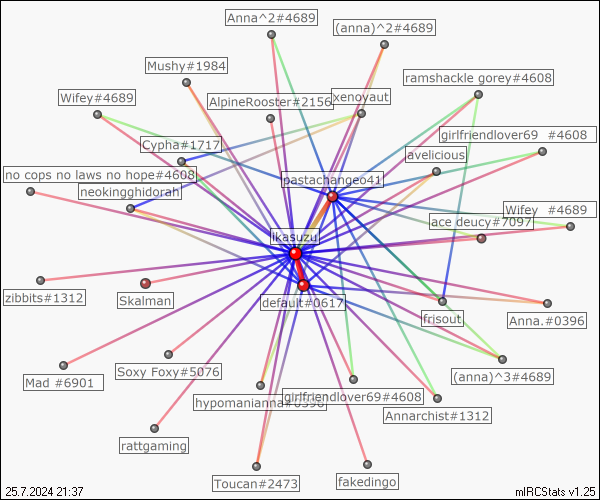 Anna^2#4689
(anna)^2#4689
Mushy#1984
ramshackle gorey#4608
Wifey#4689
AlpineRooster#2156
xenoyaut
girlfriendlover69 #4608
Cypha#1717
avelicious
no cops no laws no hope#4608
pastachange041
neokingghidorah
Wifey #4689
ace deucy#7097
ikasuzu
zibbits#1312
Skalman
default#0617
frisout
Anna.#0396
Soxy Foxy#5076
(anna)^3#4689
Mad #6901
hypomanianna#0396
girlfriendlover69#4608
Annarchist#1312
rattgaming
Toucan#2473
fakedingo
25.7.2024 21:37
mIRCStats v1.25